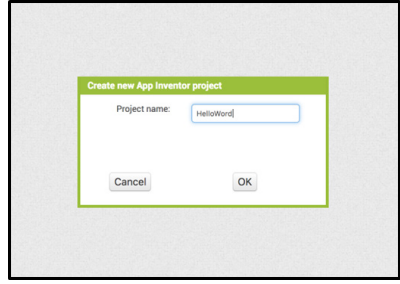 Create new App Inventor project
Project name:
HelloWord
Cancel
OK